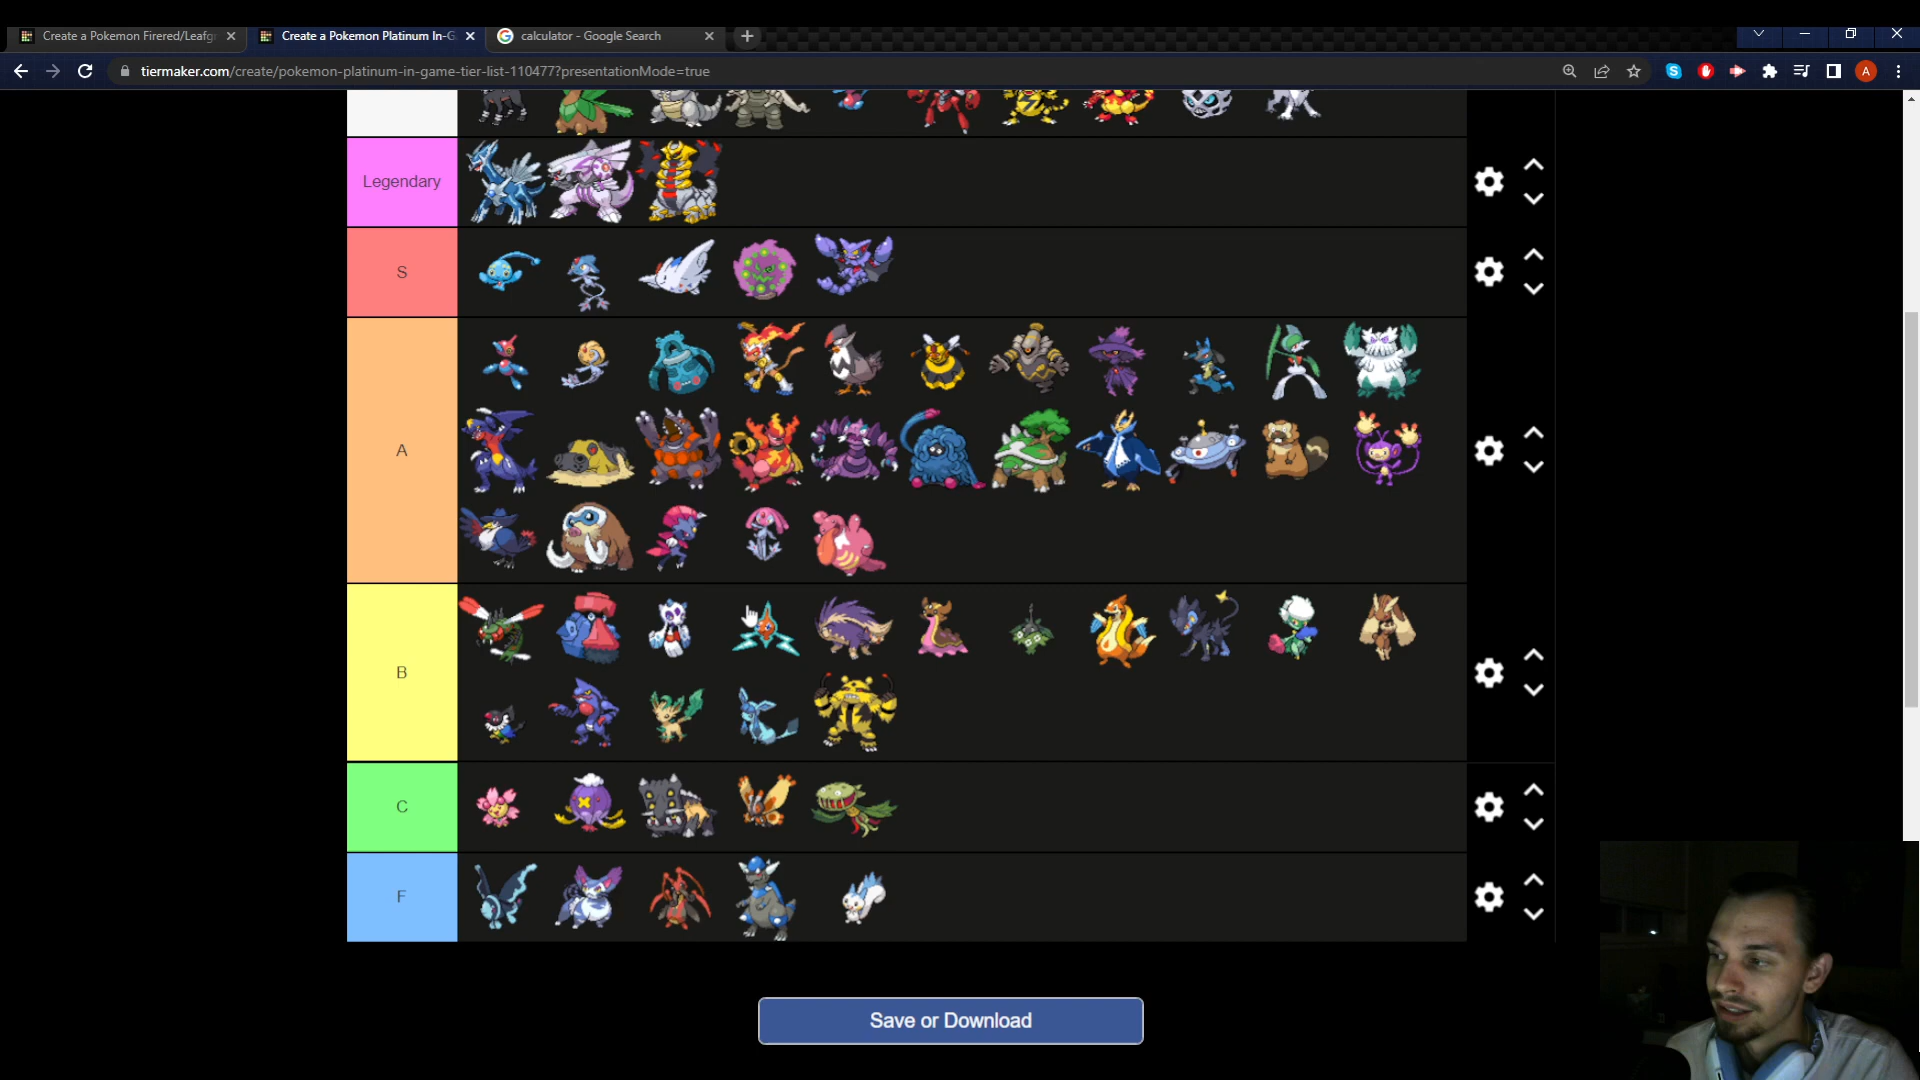 Create a Pokemon Firered/Leafgr
Create a Pokemon Platinum In-G
calculator - Google Search
tiermaker.com/create/pokemon-platinum-in-game-tier-list-110477?presentationMode=true
A
Legendary
S
A
B
C
F
Save or Download